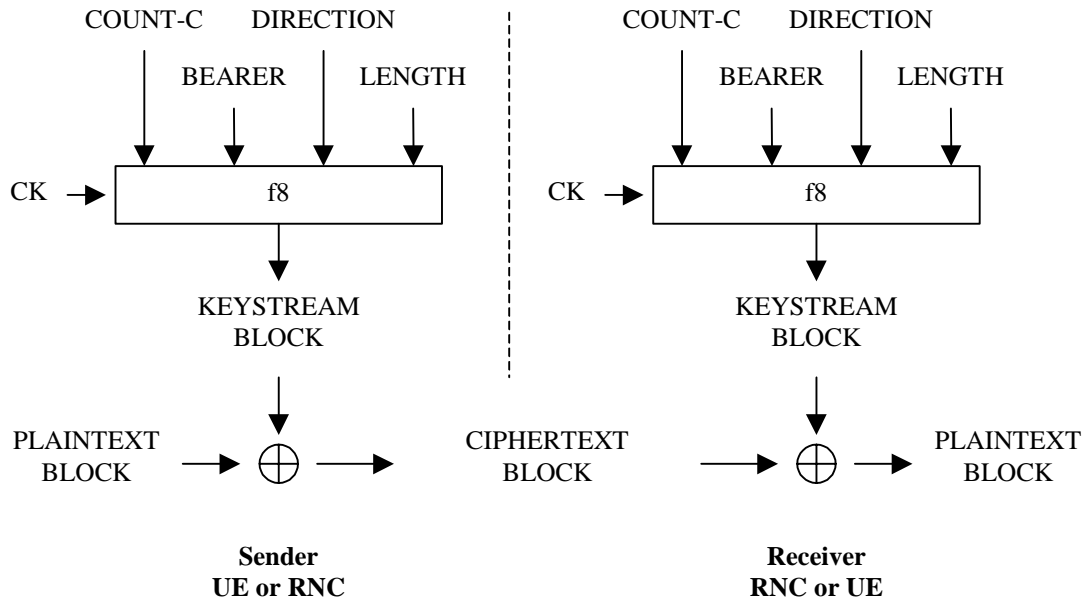 COUNT-C DIRECTION COUNT-C DIRECTION
BEARER LENGTH BEARER LENGTH
CK f8 CK f8
KEYSTREAM KEYSTREAM
BLOCK BLOCK
PLAINTEXT CIPHERTEXT PLAINTEXT
BLOCK BLOCK BLOCK
Sender Receiver
UE or RNC RNC or UE